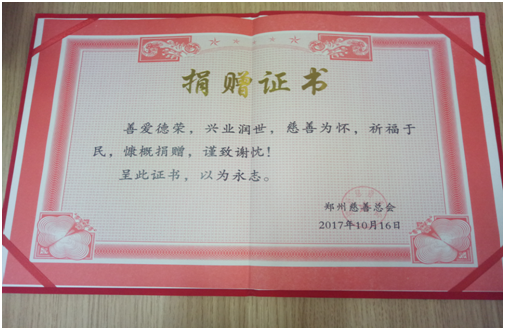 捐赠证书
善爱德荣，兴业润世，慈善为怀，祈福于
民，慷概捐赠，谨致谢忱！
呈此证书，以为永志。
郑州慈善总会
2017年10月16日